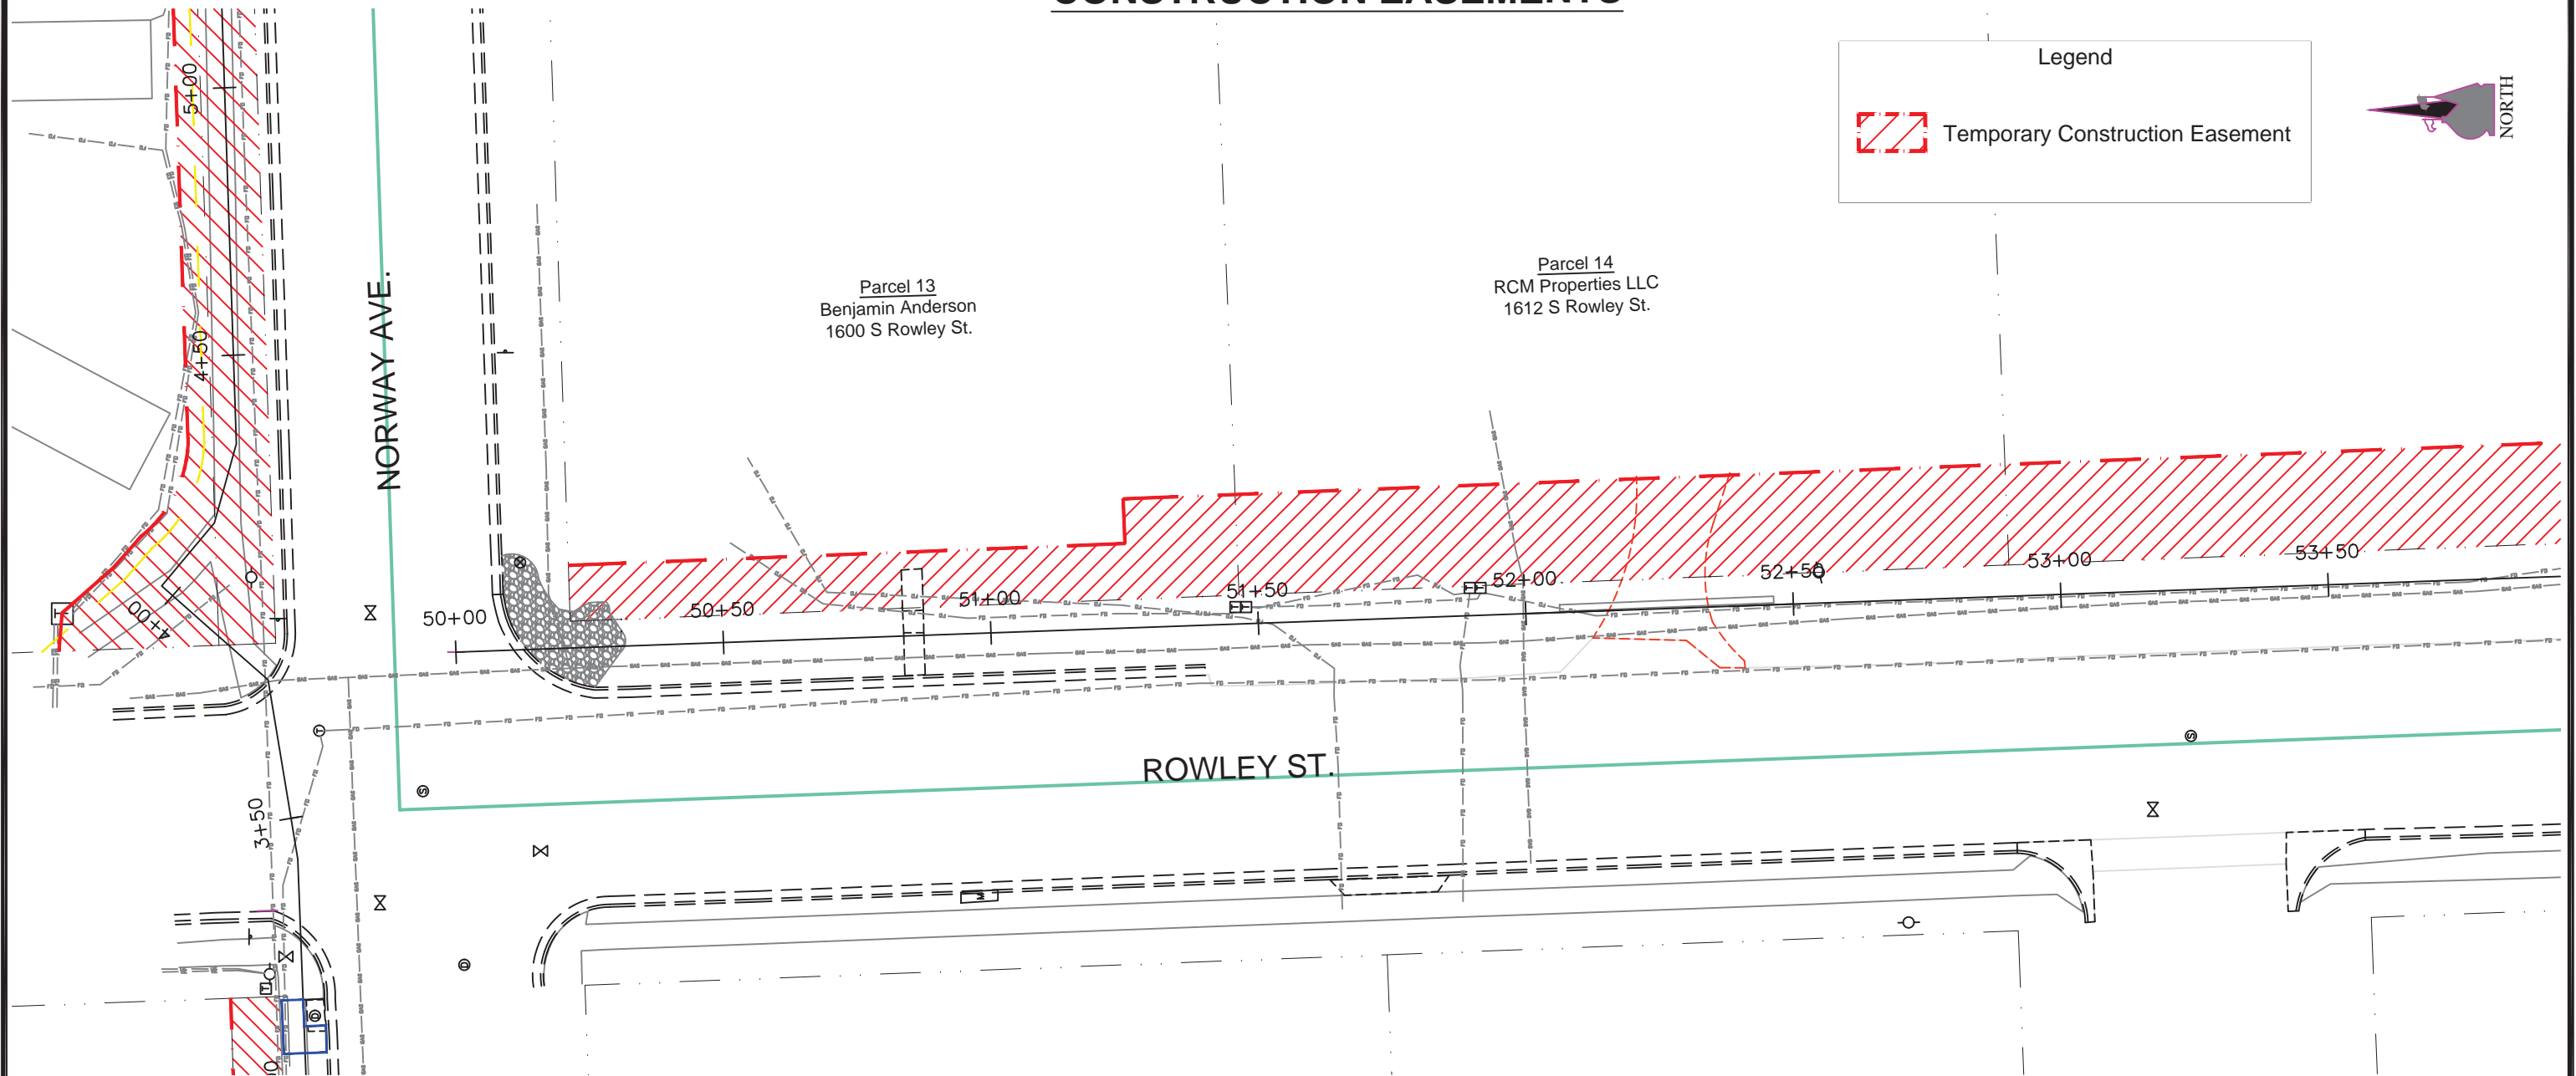 CONSTRUCTION EASEMENTS
Legend
Temporary Construction Easement
NORTH
5+00
4+50
4+00
3+50
NORWAY AVE.
Parcel 13
Benjamin Anderson
1600 S Rowley St.
Parcel 14
RCM Properties LLC
1612 S Rowley St.
50+00
50+50
51+00
51+50
52+00
52+50
53+00
53+50
ROWLEY ST.